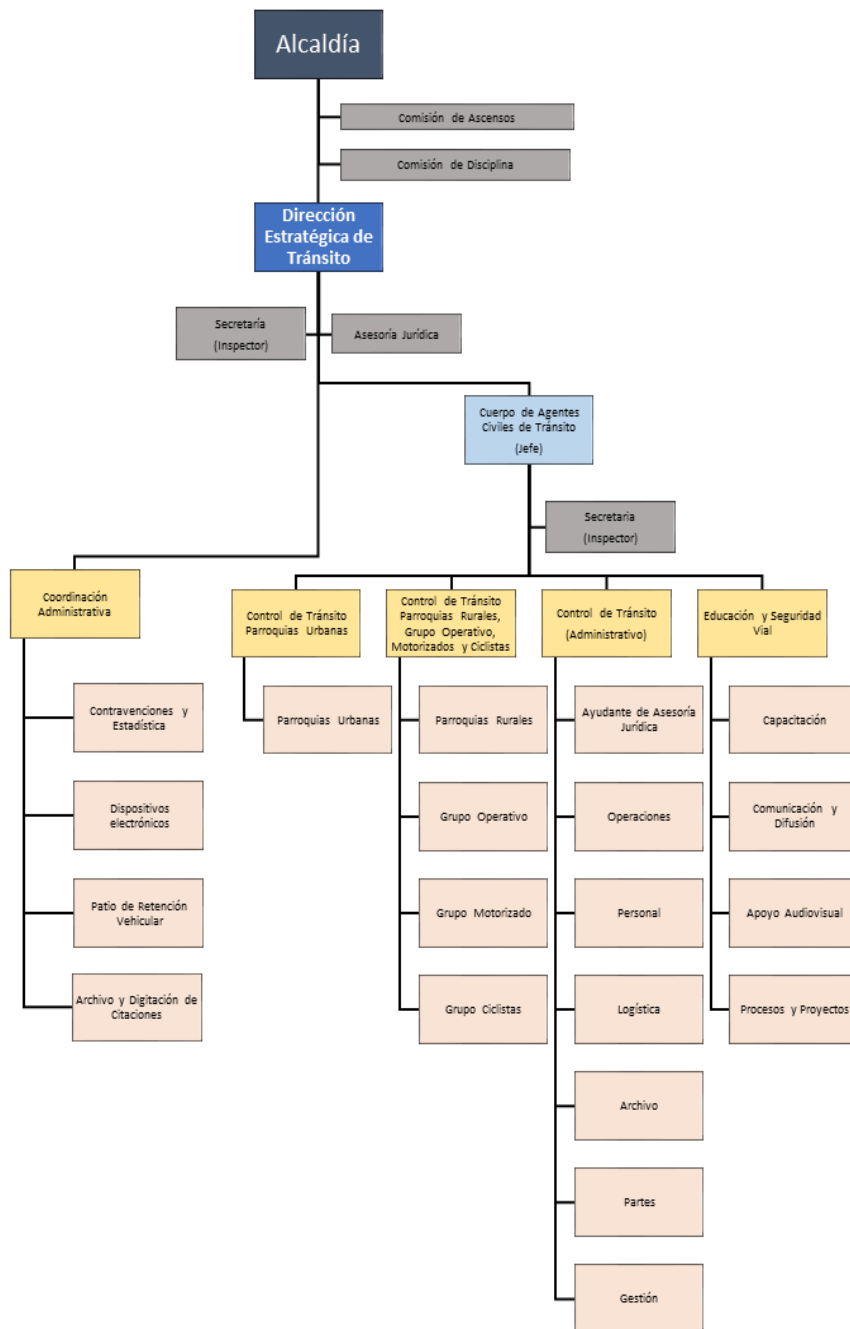 Alcaldía
Comisión de Ascensos
Comisión de Disciplina
Dirección
Estratégica de
Tránsito
Secretaría
(Inspector)
Asesoría Jurídica
Cuerpo de Agentes
Civiles de Tránsito
(Jefe)
Secretaria
(Inspector)
Coordinación
Administrativa
Contravenciones y
Estadística
Dispositivos
electrónicos
Patio de Retención
Vehicular
Archivo y Digitación de
Citaciones
Control de Tránsito
Parroquias Urbanas
Parroquias Urbanas
Control de Tránsito
Parroquias Rurales,
Grupo Operativo,
Motorizados y Ciclistas
Parroquias Rurales
Grupo Operativo
Grupo Motorizado
Grupo Ciclistas
Control de Tránsito
(Administrativo)
Ayudante de Asesoría
Jurídica
Operaciones
Personal
Logística
Archivo
Partes
Gestión
Educación y Seguridad
Vial
Capacitación
Comunicación y
Difusión
Apoyo Audiovisual
Procesos y Proyectos